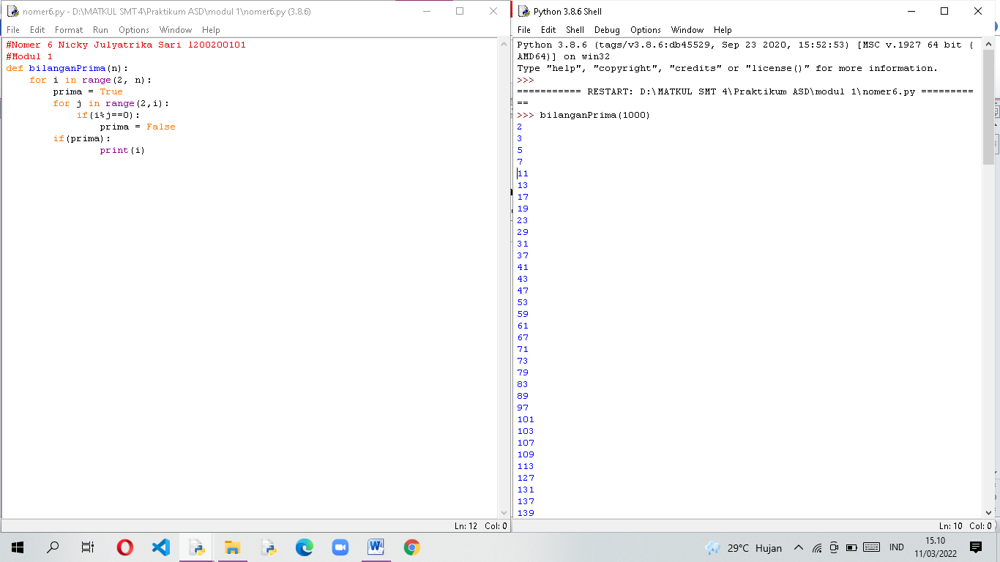 nomer6.py - D:\MATKUL SMT 4\Praktikum ASD\modul 1\nomer6.py (3.8.6)
File Edit Format Run Options Window Help
#Nomer 6 Nicky Julyatrika Sari l200200101
#Modul 1
def bilanganPrima(n):
    for i in range(2, n):
        prima = True
        for j in range(2,i):
            if(i%j==0):
                prima = False
        if(prima):
                print(i)
Ln: 12 Col: 0
Python 3.8.6 Shell
File Edit Shell Debug Options Window Help
Python 3.8.6 (tags/v3.8.6:db45529, Sep 23 2020, 15:52:53) [MSC v.1927 64 bit (
AMD64)] on win32
Type "help", "copyright", "credits" or "license()" for more information.
>>>
=========== RESTART: D:\MATKUL SMT 4\Praktikum ASD\modul 1\nomer6.py ==========
==
>>> bilanganPrima(1000)
2
3
5
7
11
13
17
19
23
29
31
37
41
43
47
53
59
61
67
71
73
79
83
89
97
101
103
107
109
113
127
131
137
139
Ln: 10 Col: 0
29°C Hujan
IND
15.10
11/03/2022